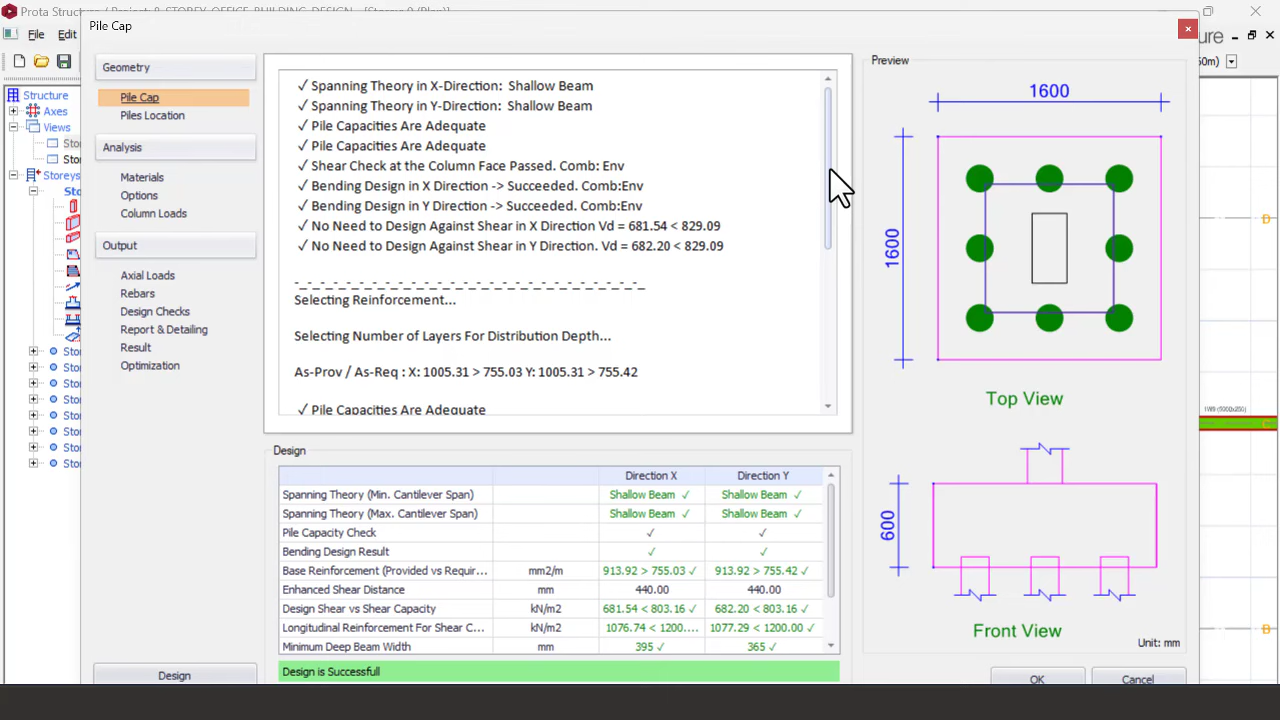 Prota Structure / Project: 8_STOREY_OFFICE_BUILDING_DESIGN - [Storey: 0 (Plan)]
Pile Cap
File Edit
0m)
Geometry
Pile Cap
Piles Location
Analysis
Materials
Options
Column Loads
Output
Axial Loads
Rebars
Design Checks
Report & Detailing
Result
Optimization
Design
Structure
Axes
Views
Storeys
✓ Spanning Theory in X-Direction: Shallow Beam
✓ Spanning Theory in Y-Direction: Shallow Beam
✓ Pile Capacities Are Adequate
✓ Pile Capacities Are Adequate
✓ Shear Check at the Column Face Passed. Comb: Env
✓ Bending Design in X Direction -> Succeeded. Comb:Env
✓ Bending Design in Y Direction -> Succeeded. Comb:Env
✓ No Need to Design Against Shear in X Direction Vd = 681.54 < 829.09
✓ No Need to Design Against Shear in Y Direction. Vd = 682.20 < 829.09
Selecting Reinforcement...
Selecting Number of Layers For Distribution Depth...
As-Prov / As-Req : X: 1005.31 > 755.03 Y: 1005.31 > 755.42
✓ Pile Capacities Are Adequate
Design
Direction X Direction Y
Spanning Theory (Min. Cantilever Span) Shallow Beam ✓ Shallow Beam ✓
Spanning Theory (Max. Cantilever Span) Shallow Beam ✓ Shallow Beam ✓
Pile Capacity Check ✓ ✓
Bending Design Result ✓ ✓
Base Reinforcement (Provided vs Requir... mm2/m 913.92 > 755.03 ✓ 913.92 > 755.42 ✓
Enhanced Shear Distance mm 440.00 440.00
Design Shear vs Shear Capacity kN/m2 681.54 < 803.16 ✓ 682.20 < 803.16 ✓
Longitudinal Reinforcement For Shear C... kN/m2 1076.74 < 1200.... 1077.29 < 1200.00 ✓
Minimum Deep Beam Width mm 395 ✓ 365 ✓
Design is Successfull
Preview
1600
1600
Top View
600
Front View
Unit: mm
OK Cancel
D